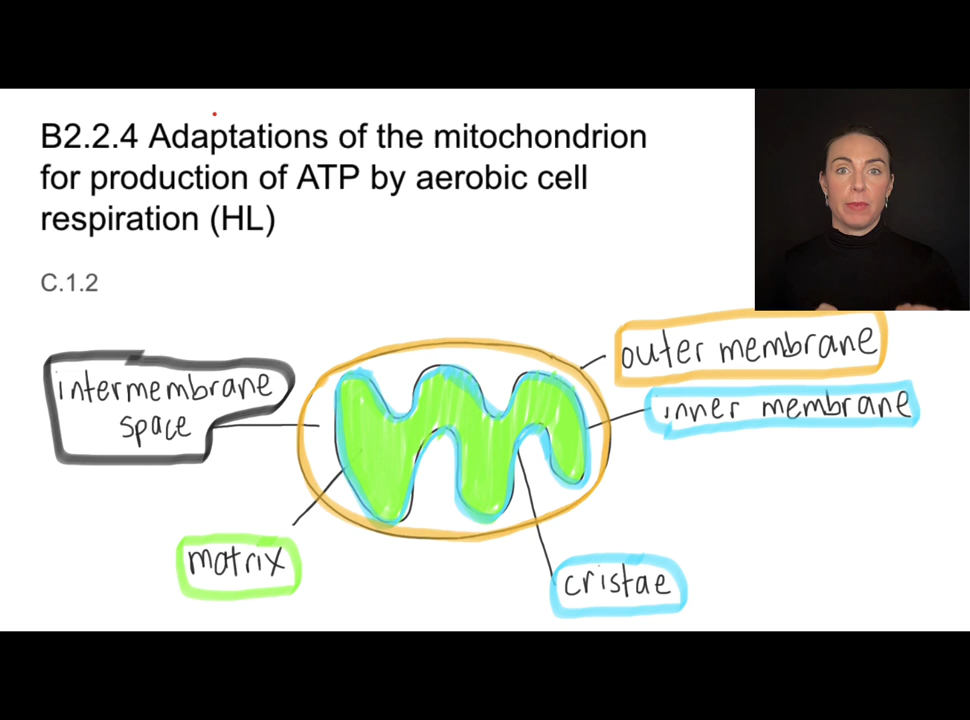 B2.2.4 Adaptations of the mitochondrion
for production of ATP by aerobic cell
respiration (HL)
C.1.2
outer membrane
intermembrane
space
inner membrane
matrix
cristae